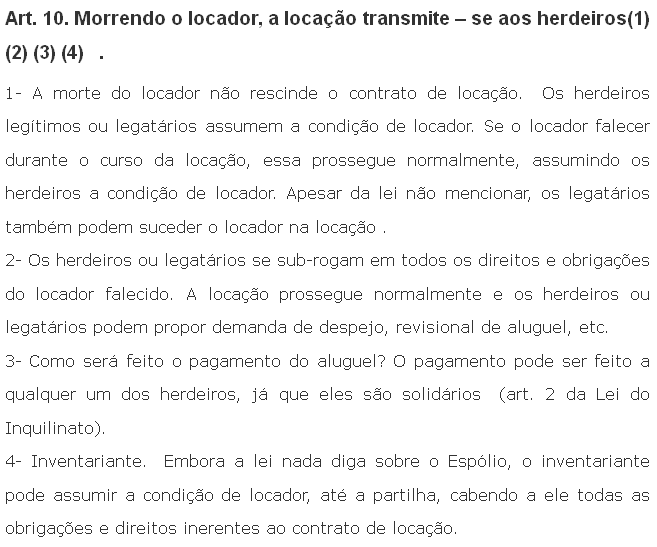 Art. 10. Morrendo o locador, a locação transmite – se aos herdeiros(1)
(2) (3) (4) .
1- A morte do locador não rescinde o contrato de locação. Os herdeiros
legítimos ou legatários assumem a condição de locador. Se o locador falecer
durante o curso da locação, essa prossegue normalmente, assumindo os
herdeiros a condição de locador. Apesar da lei não mencionar, os legatários
também podem suceder o locador na locação .
2- Os herdeiros ou legatários se sub-rogam em todos os direitos e obrigações
do locador falecido. A locação prossegue normalmente e os herdeiros ou
legatários podem propor demanda de despejo, revisional de aluguel, etc.
3- Como será feito o pagamento do aluguel? O pagamento pode ser feito a
qualquer um dos herdeiros, já que eles são solidários (art. 2 da Lei do
Inquilinato).
4- Inventariante. Embora a lei nada diga sobre o Espólio, o inventariante
pode assumir a condição de locador, até a partilha, cabendo a ele todas as
obrigações e direitos inerentes ao contrato de locação.